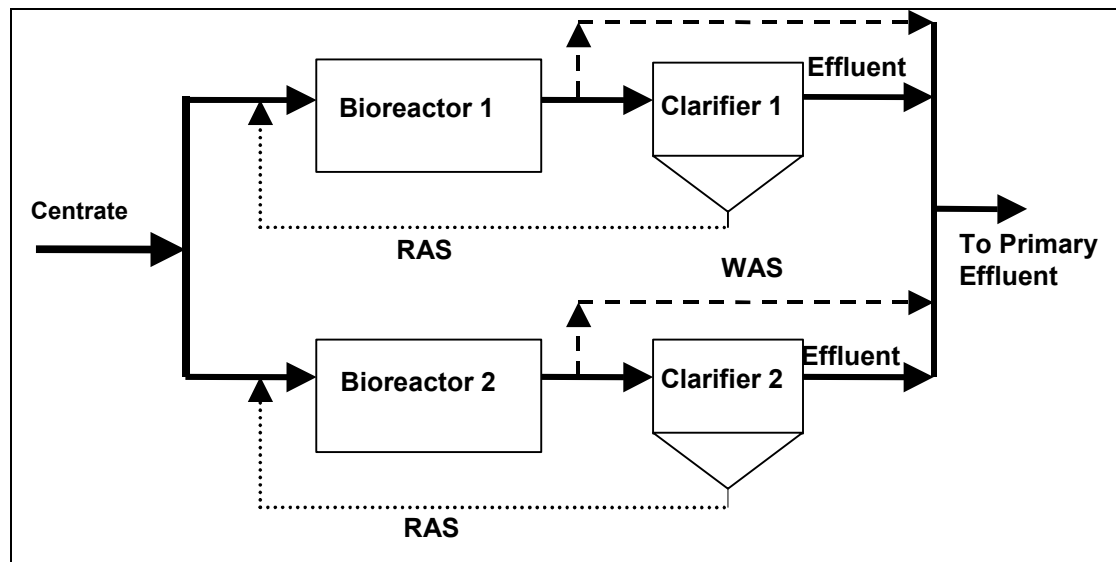 Effluent
Bioreactor 1
Clarifier 1
Centrate
RAS
WAS
To Primary
Effluent
Effluent
Bioreactor 2
Clarifier 2
RAS